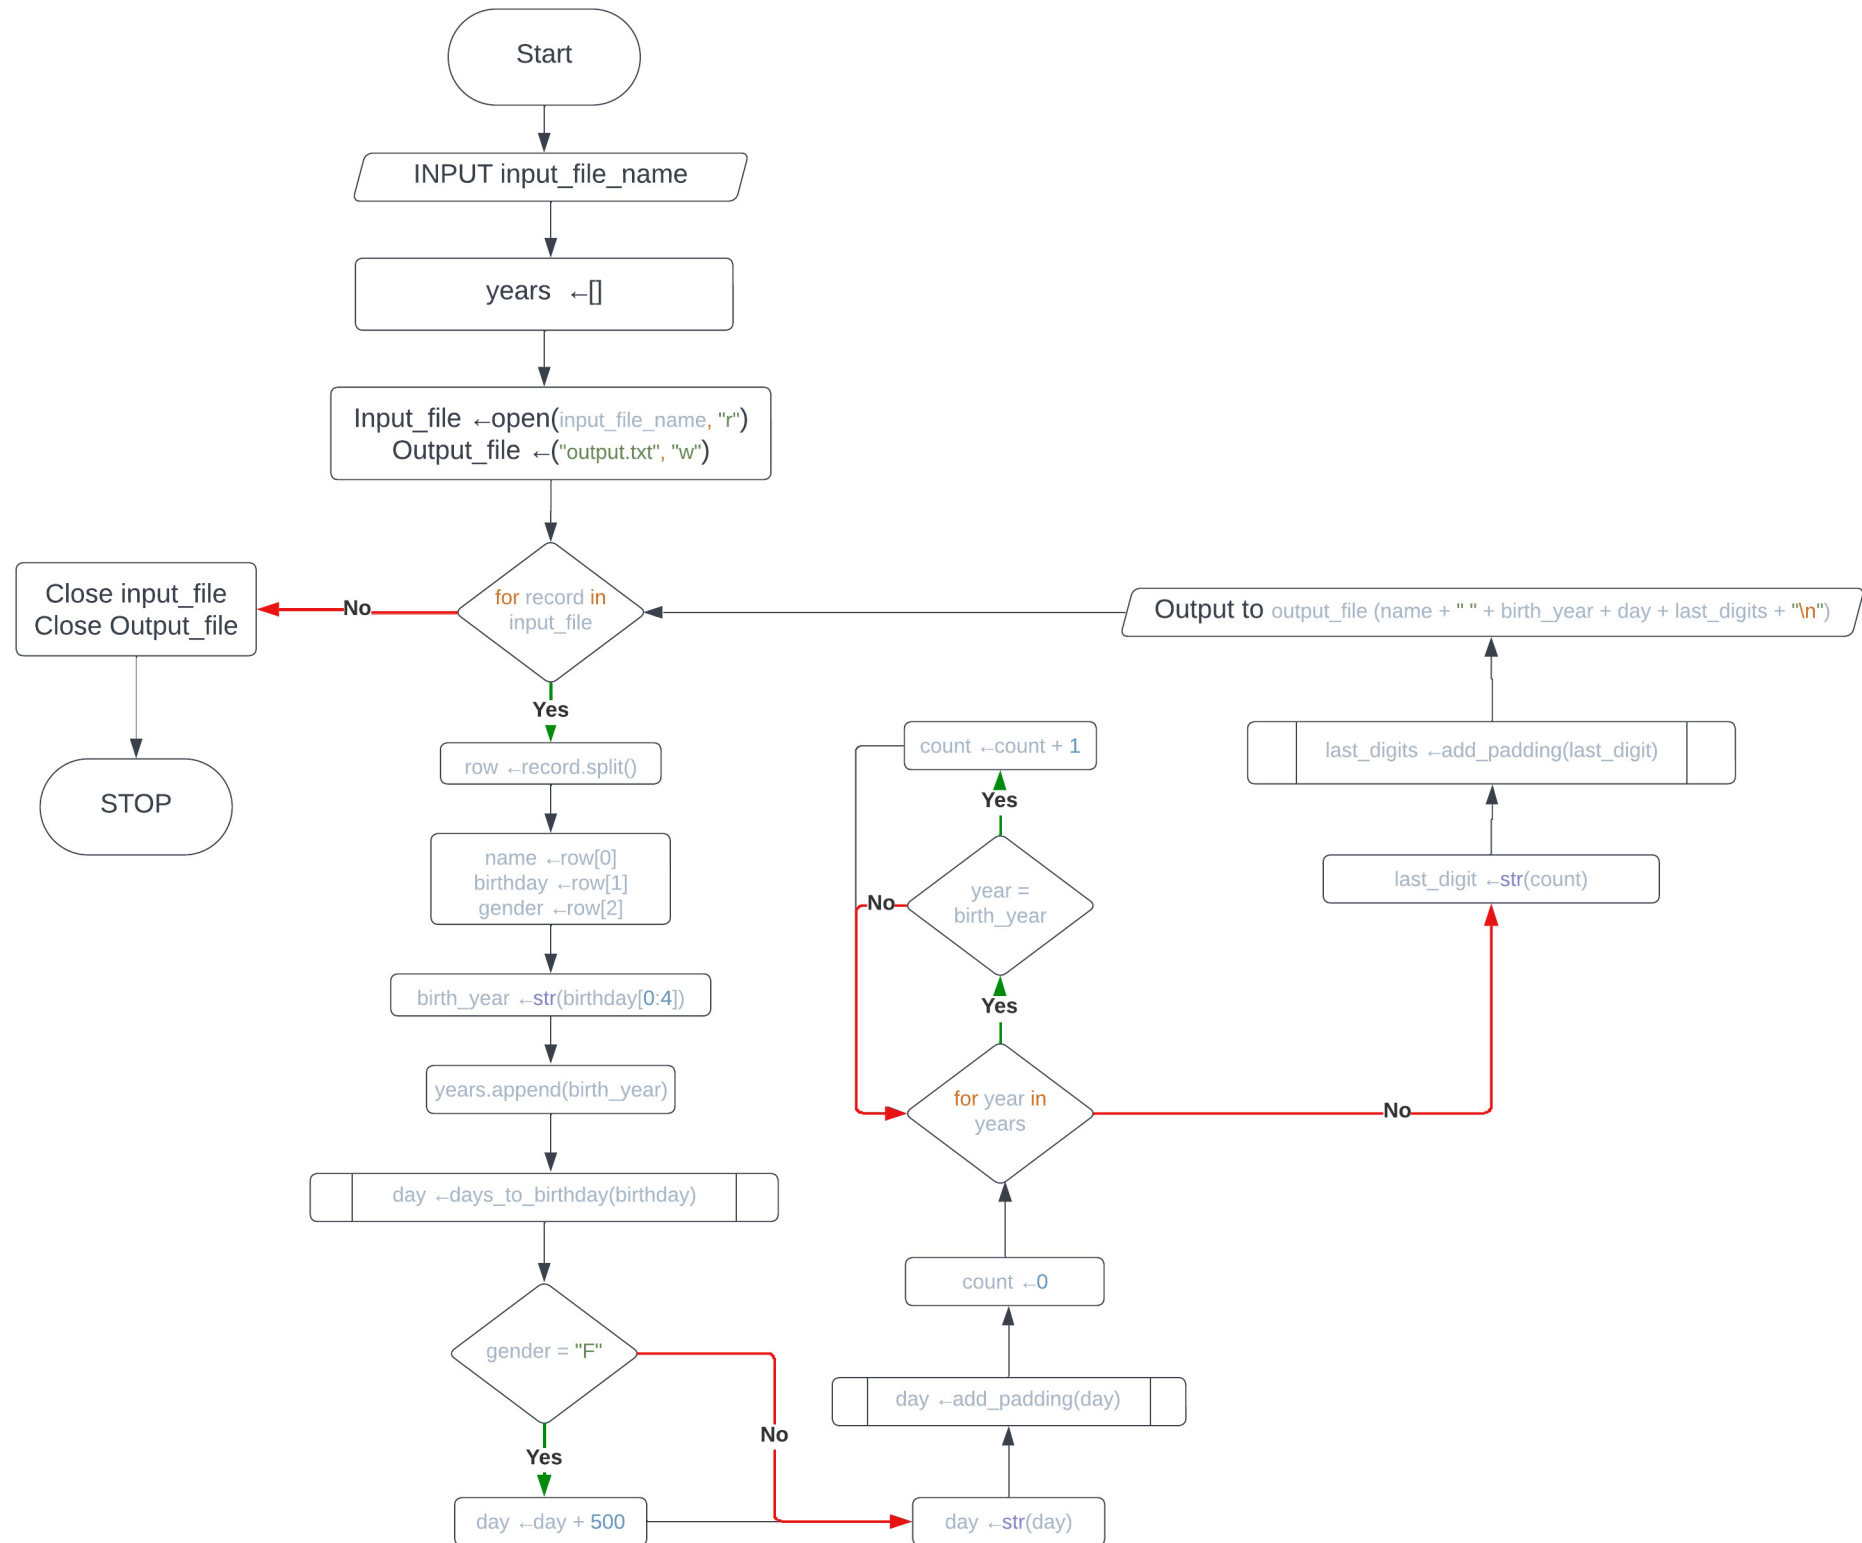 Start
INPUT input_file_name
years ←[]
Input_file ←open(input_file_name, "r")
Output_file ←("output.txt", "w")
for record in
input_file
No
Close input_file
Close Output_file
STOP
Yes
row ←record.split()
name ←row[0]
birthday ←row[1]
gender ←row[2]
birth_year ←str(birthday[0:4])
years.append(birth_year)
day ←days_to_birthday(birthday)
gender = "F"
Yes
No
day ←day + 500
day ←str(day)
day ←add_padding(day)
count ←0
for year in
years
Yes
No
year =
birth_year
Yes
No
count ←count + 1
last_digit ←str(count)
last_digits ←add_padding(last_digit)
Output to output_file (name + " " + birth_year + day + last_digits + "\n")